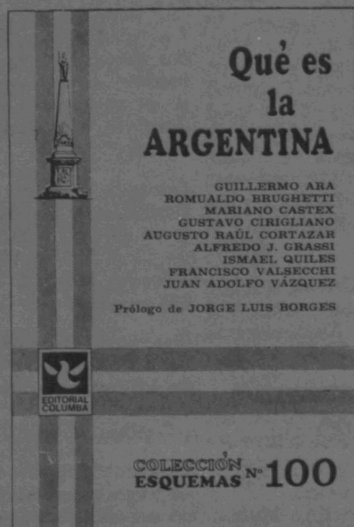 Qué es
la
ARGENTINA
GUILLERMO ARA
ROMUALDO BRUGHETTI
MARIANO CASTEX
GUSTAVO CIRIGLIANO
AUGUSTO RAÚL CORTAZAR
ALFREDO J. GRASSI
ISMAEL QUILES
FRANCISCO VALSECCHI
JUAN ADOLFO VÁZQUEZ
Prólogo de JORGE LUIS BORGES
EDITORIAL
COLUMBA
COLECCIÓN
ESQUEMAS Nº 100